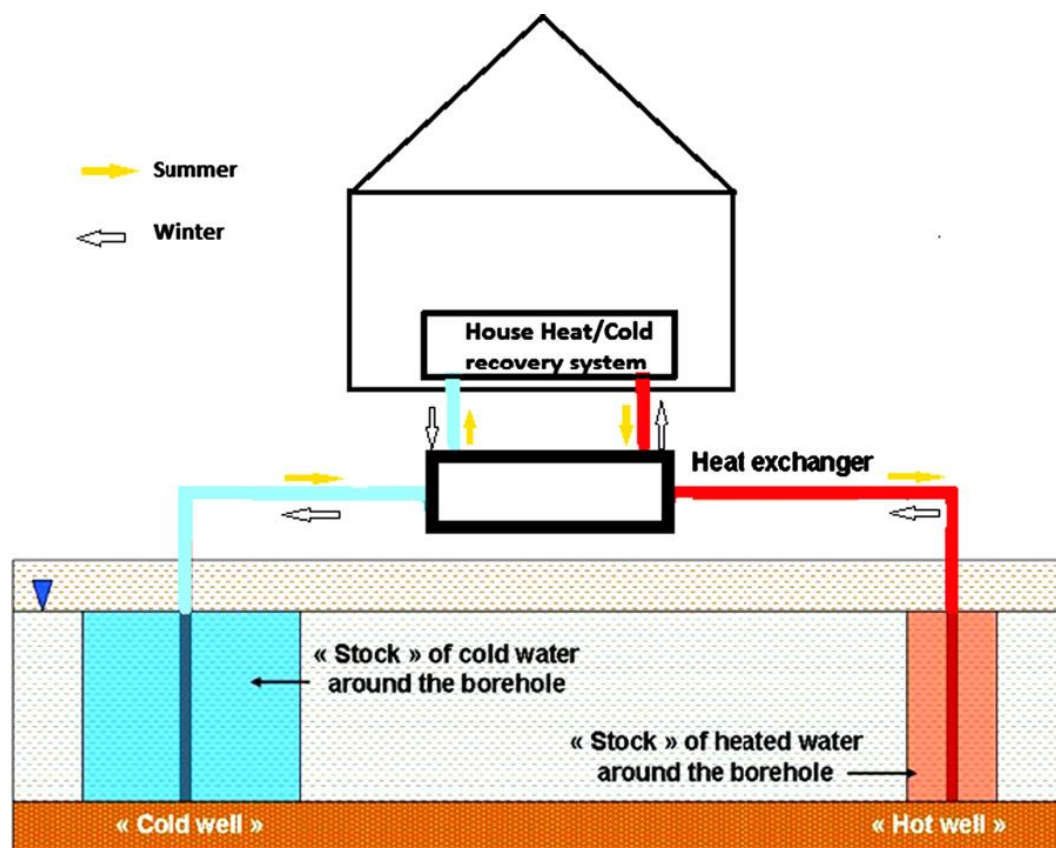 Summer
Winter
House Heat/Cold
recovery system
Heat exchanger
« Stock » of cold water
around the borehole
« Stock » of heated water
around the borehole
« Cold well »
« Hot well »